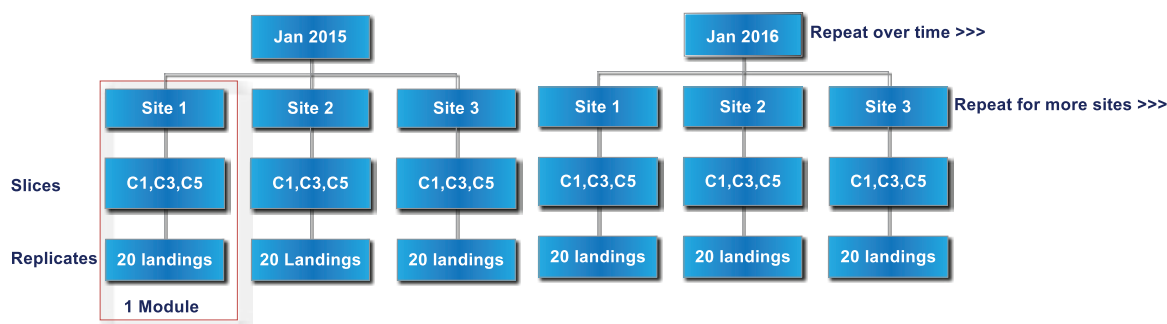 Jan 2015
Jan 2016
Repeat over time >>>
Site 1
Site 2
Site 3
Site 1
Site 2
Site 3
Repeat for more sites >>>
Slices
C1,C3,C5
C1,C3,C5
C1,C3,C5
C1,C3,C5
C1,C3,C5
C1,C3,C5
Replicates
20 landings
20 Landings
20 landings
20 landings
20 landings
20 landings
1 Module